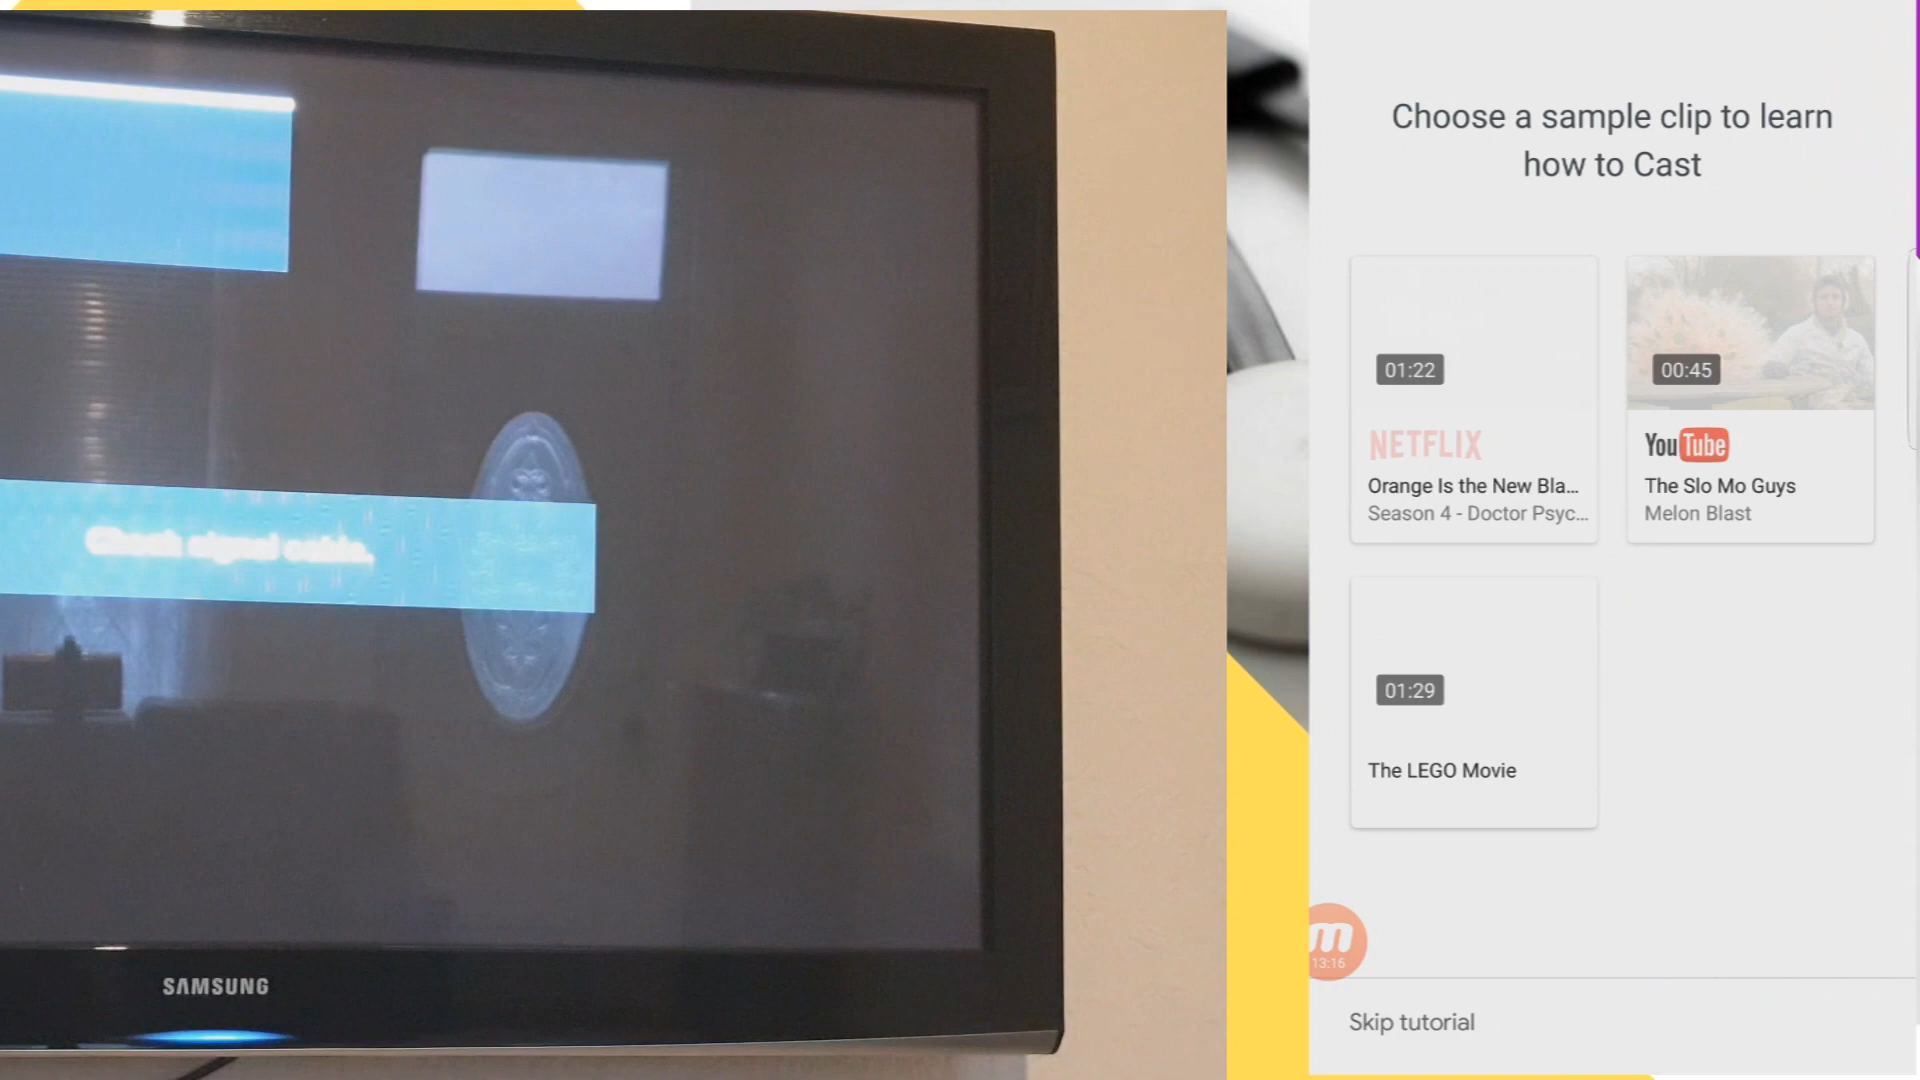 Check signal cable.
SAMSUNG
Choose a sample clip to learn
how to Cast
01:22
00:45
NETFLIX
YouTube
Orange Is the New Bla...
The Slo Mo Guys
Season 4 - Doctor Psyc...
Melon Blast
01:29
The LEGO Movie
m
13:16
Skip tutorial